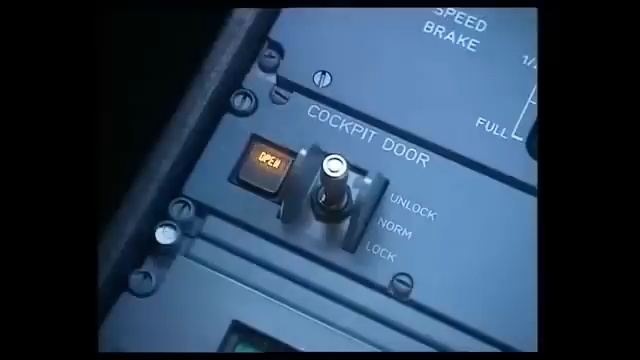 SPEED
BRAKE
FULL
COCKPIT DOOR
OPEN
UNLOCK
NORM
LOCK